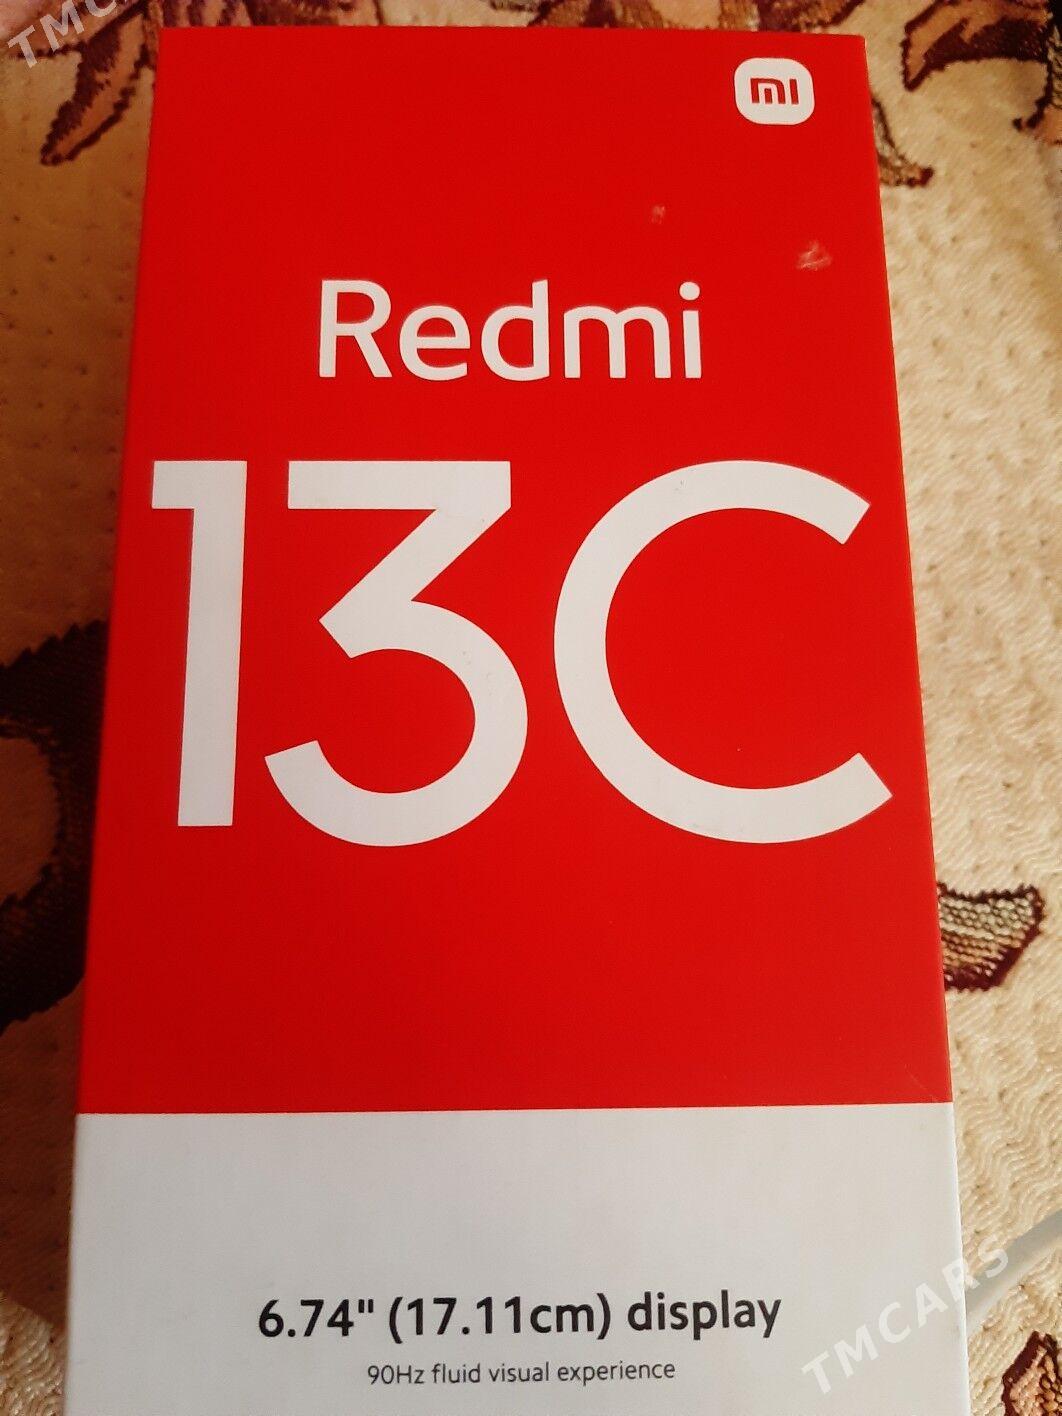 TMC
mi
Redmi
13C
6.74" (17.11cm) display
90Hz fluid visual experience
TMCARS